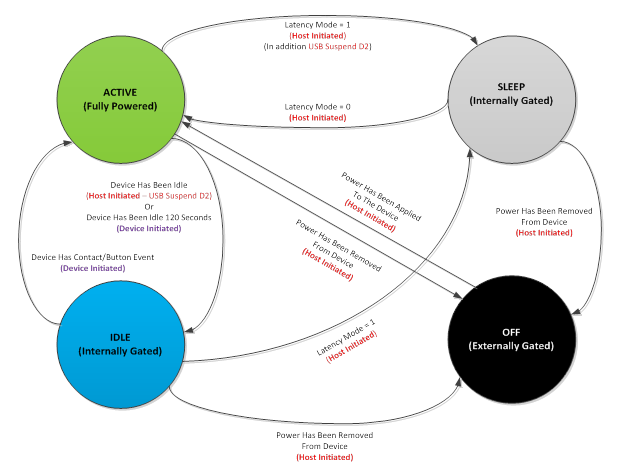 Latency Mode = 1
(Host Initiated)
(In addition USB Suspend D2)
ACTIVE
(Fully Powered)
SLEEP
(Internally Gated)
Latency Mode = 0
(Host Initiated)
Device Has Been Idle
(Host Initiated – USB Suspend D2)
Or
Device Has Been Idle 120 Seconds
(Device Initiated)
Power Has Been Applied
To The Device
(Host Initiated)
Power Has Been Removed
From Device
(Host Initiated)
Power Has Been Removed
From Device
(Host Initiated)
Device Has Contact/Button Event
(Device Initiated)
IDLE
(Internally Gated)
Latency Mode = 1
(Host Initiated)
OFF
(Externally Gated)
Power Has Been Removed
From Device
(Host Initiated)